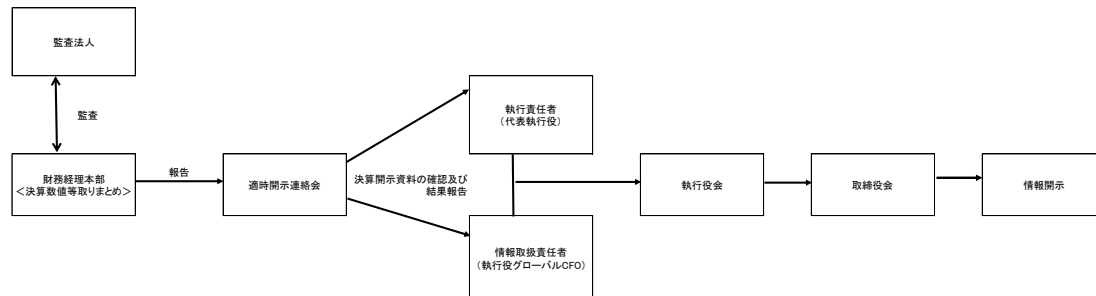 監査法人
監査
財務経理本部
＜決算数値等取りまとめ＞
報告
適時開示連絡会
決算開示資料の確認及び
結果報告
執行責任者
（代表執行役）
情報取扱責任者
（執行役グローバルCFO）
執行役会
取締役会
情報開示